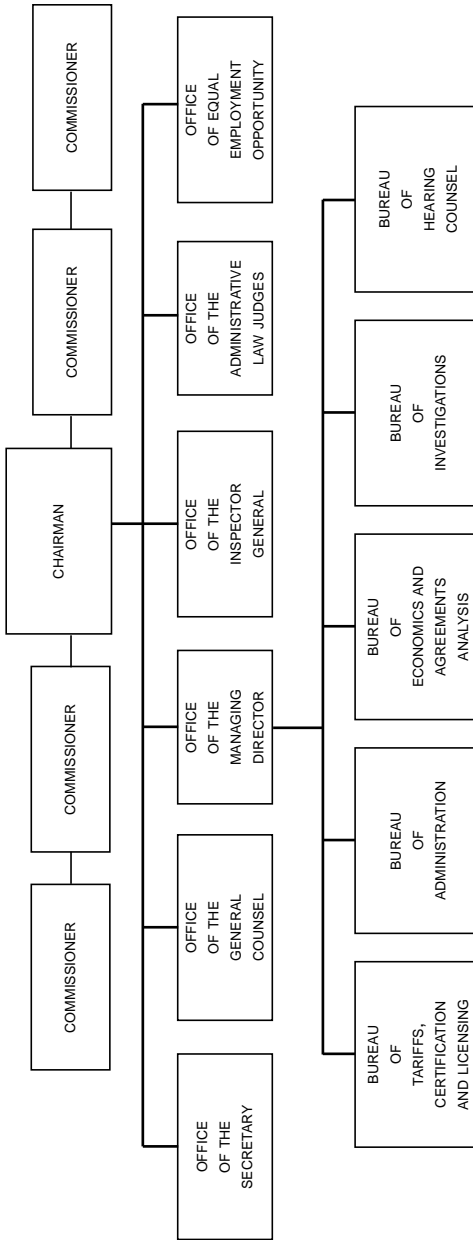 COMMISSIONER
COMMISSIONER
CHAIRMAN
COMMISSIONER
COMMISSIONER
OFFICE
OF THE
SECRETARY
OFFICE
OF THE
GENERAL
COUNSEL
OFFICE
OF THE
MANAGING
DIRECTOR
OFFICE
OF THE
INSPECTOR
GENERAL
OFFICE
OF THE
ADMINISTRATIVE
LAW JUDGES
OFFICE
OF EQUAL
EMPLOYMENT
OPPORTUNITY
BUREAU
OF
TARIFFS,
CERTIFICATION
AND LICENSING
BUREAU
OF
ADMINISTRATION
BUREAU
OF
ECONOMICS AND
AGREEMENTS
ANALYSIS
BUREAU
OF
INVESTIGATIONS
BUREAU
OF
HEARING
COUNSEL